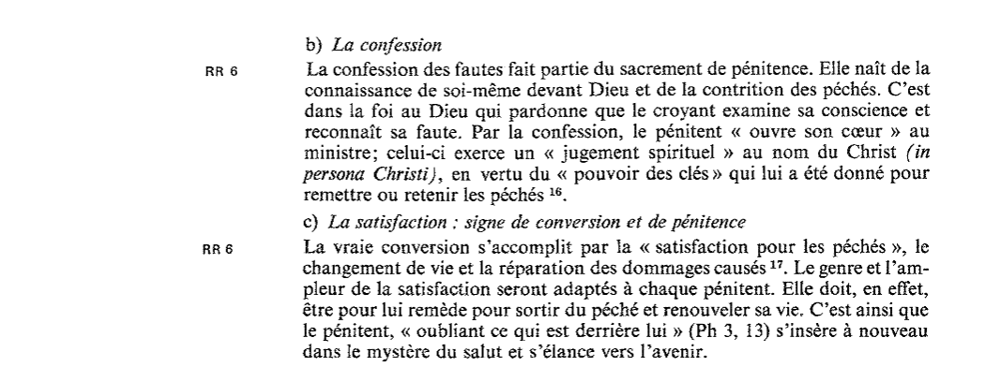 b) La confession
RR 6 La confession des fautes fait partie du sacrement de pénitence. Elle naît de la
connaissance de soi-même devant Dieu et de la contrition des péchés. C’est
dans la foi au Dieu qui pardonne que le croyant examine sa conscience et
reconnaît sa faute. Par la confession, le pénitent « ouvre son cœur » au
ministre; celui-ci exerce un « jugement spirituel » au nom du Christ (in
persona Christi), en vertu du « pouvoir des clés » qui lui a été donné pour
remettre ou retenir les péchés 16.
c) La satisfaction : signe de conversion et de pénitence
RR 6 La vraie conversion s’accomplit par la « satisfaction pour les péchés », le
changement de vie et la réparation des dommages causés 17. Le genre et l’am-
pleur de la satisfaction seront adaptés à chaque pénitent. Elle doit, en effet,
être pour lui remède pour sortir du péché et renouveler sa vie. C’est ainsi que
le pénitent, « oubliant ce qui est derrière lui » (Ph 3, 13) s’insère à nouveau
dans le mystère du salut et s’élance vers l’avenir.